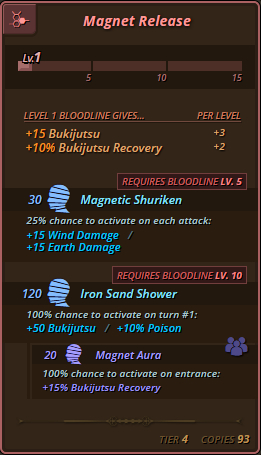 Magnet Release
Lv.1
5 10 15
LEVEL 1 BLOODLINE GIVES... PER LEVEL
+15 Bukijutsu +3
+10% Bukijutsu Recovery +2
REQUIRES BLOODLINE LV. 5
30 Magnetic Shuriken
25% chance to activate on each attack:
+15 Wind Damage /
+15 Earth Damage
REQUIRES BLOODLINE LV. 10
120 Iron Sand Shower
100% chance to activate on turn #1:
+50 Bukijutsu / +10% Poison
20 Magnet Aura
100% chance to activate on entrance:
+15% Bukijutsu Recovery
TIER 4 COPIES 93